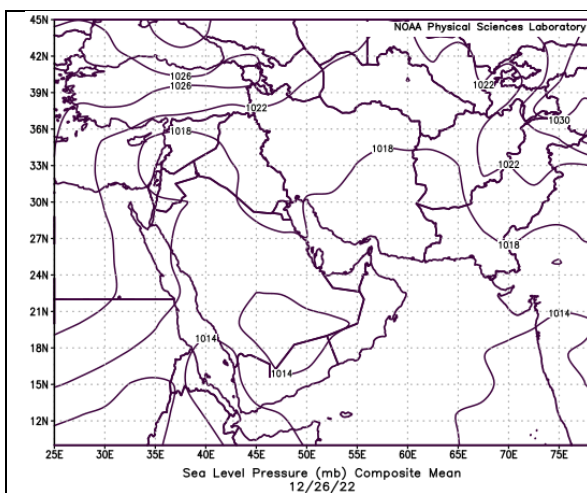 NOAA Physical Sciences Laboratory
45N
42N
39N
36N
33N
30N
27N
24N
21N
18N
15N
12N
1026
1026
1022
1018
1018
1022
1030
1022
1018
1014
1014
1014
25E 30E 35E 40E 45E 50E 55E 60E 65E 70E 75E
Sea Level Pressure (mb) Composite Mean
12/26/22